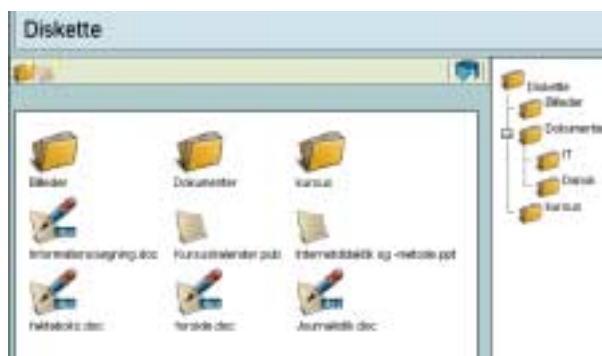 Diskette
Billeder
Dokumenter
kursus
Informationssøgning.doc
Kursuskalender.pub
Internetdidaktik og -metode.ppt
faktaboks.doc
forside.doc
Journalistik.doc
Diskette
Billeder
Dokumenter
IT
Dansk
kursus